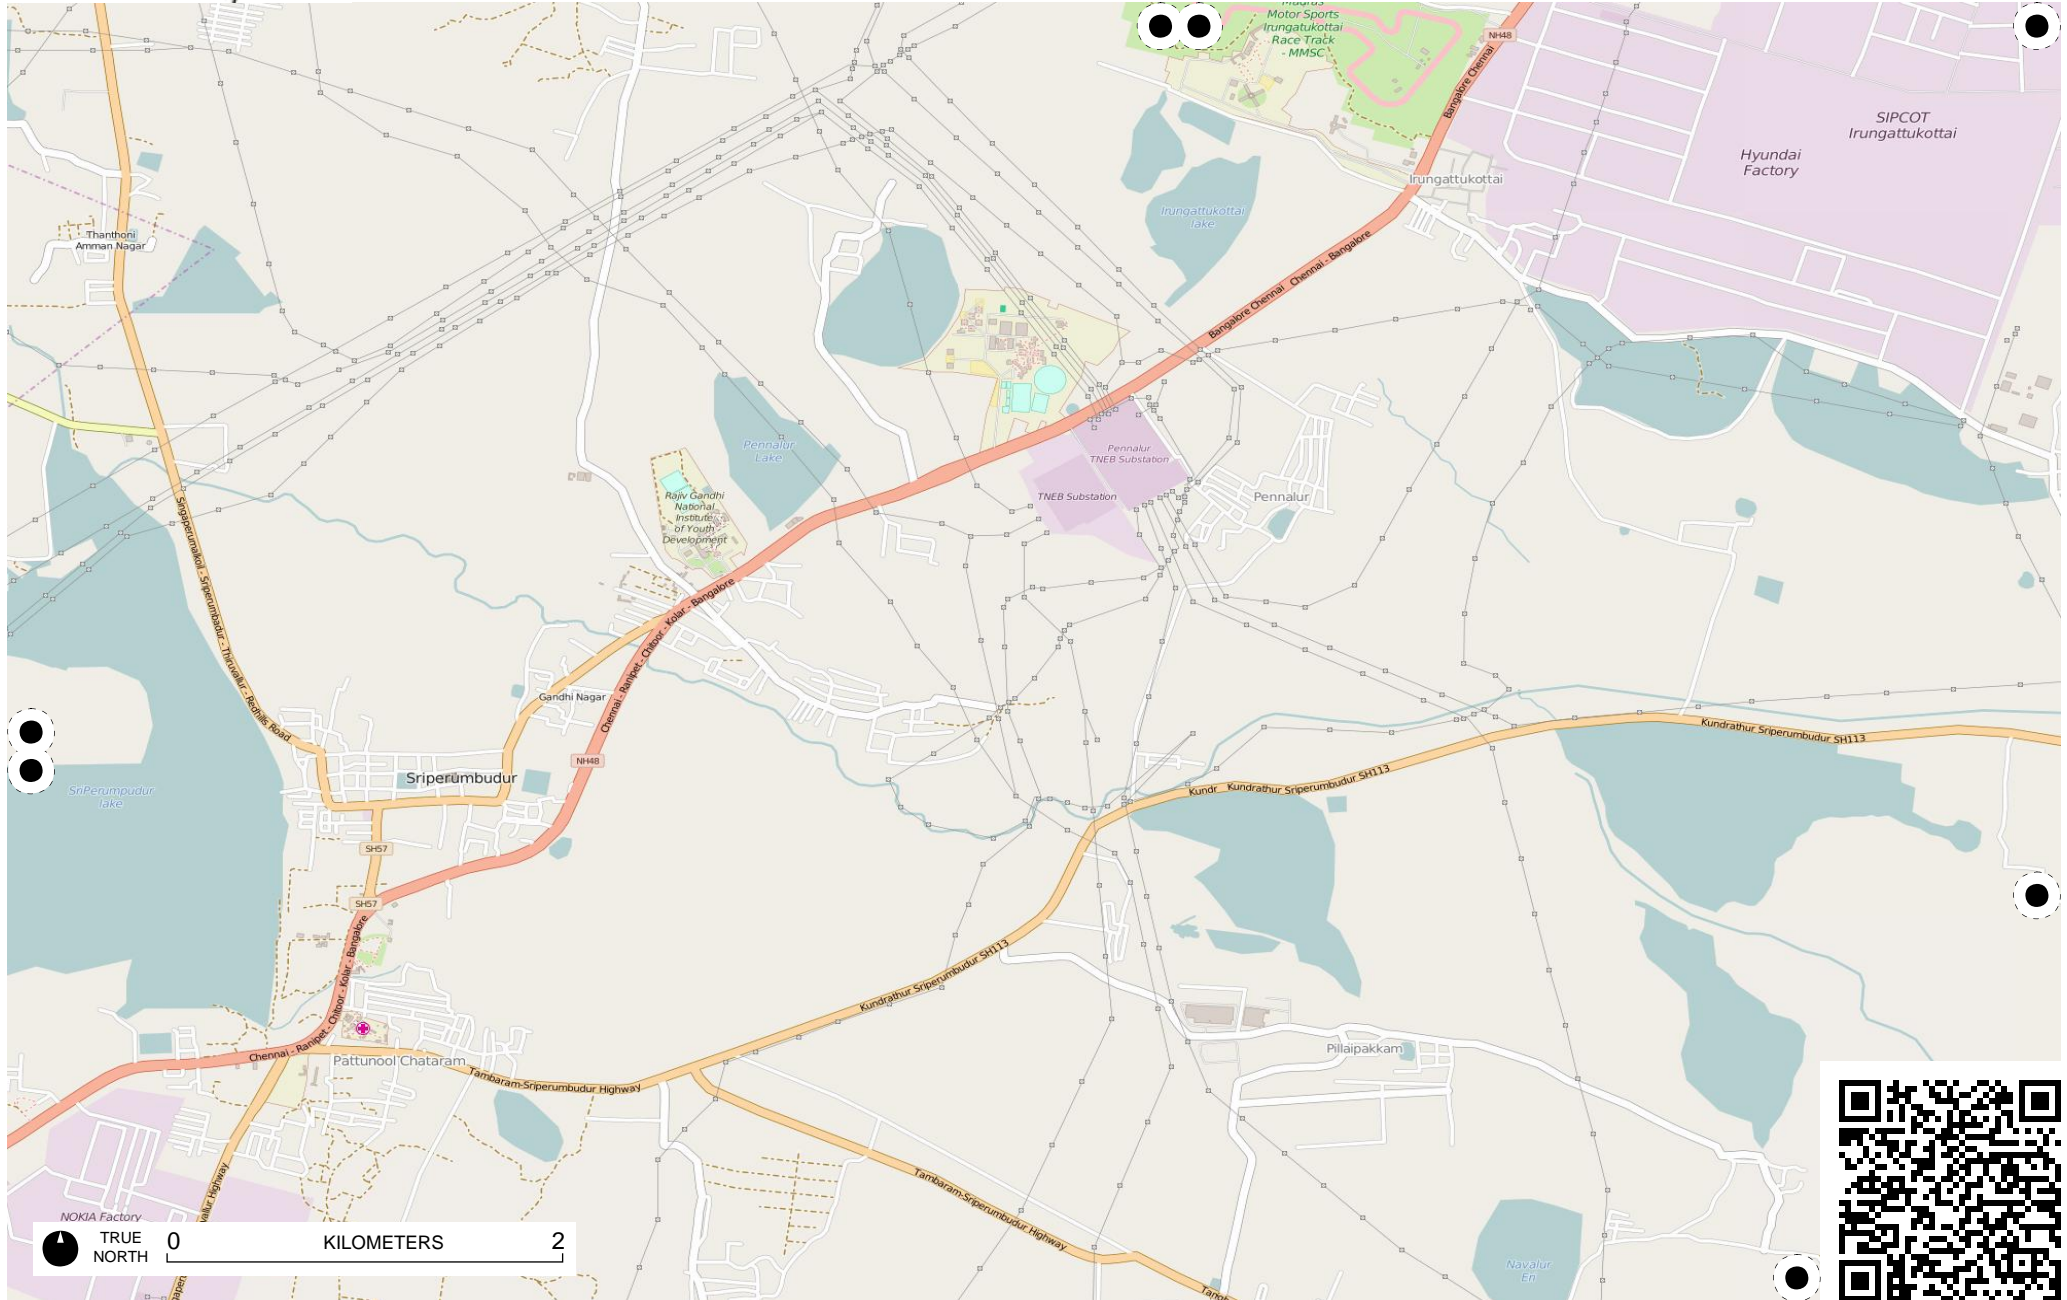 Madras
Motor Sports
Irungatukottai
Race Track
- MMSC
NH48
Bangalore Chennai
SIPCOT
Irungattukottai
Hyundai
Factory
Irungattukottai
Irungattukottai
lake
Thanthoni
Amman Nagar
Bangalore Chennai
Chennai - Bangalore
Pennalur
Lake
Pennalur
TNEB Substation
TNEB Substation
Pennalur
Rajiv Gandhi
National
Institute
of Youth
Development
Singaperumalkoil - Sriperumbadur - Thiruvallur - Redhills Road
Chennai - Ranipet - Chitoor - Kolar - Bangalore
Gandhi Nagar
Kundrathur Sriperumbudur SH113
NH48
Sriperumbudur
SriPerumpudur
lake
Kundr
Kundrathur Sriperumbudur SH113
SH57
SH57
Kundrathur Sriperumbudur SH113
Chennai - Ranipet - Chitoor - Kolar - Bangalore
Pattunool Chataram
Pillaipakkam
Tambaram-Sriperumbudur Highway
Tambaram-Sriperumbudur Highway
vallur Highway
NOKIA Factory
TRUE
NORTH
0 KILOMETERS 2
Navalur
Eri